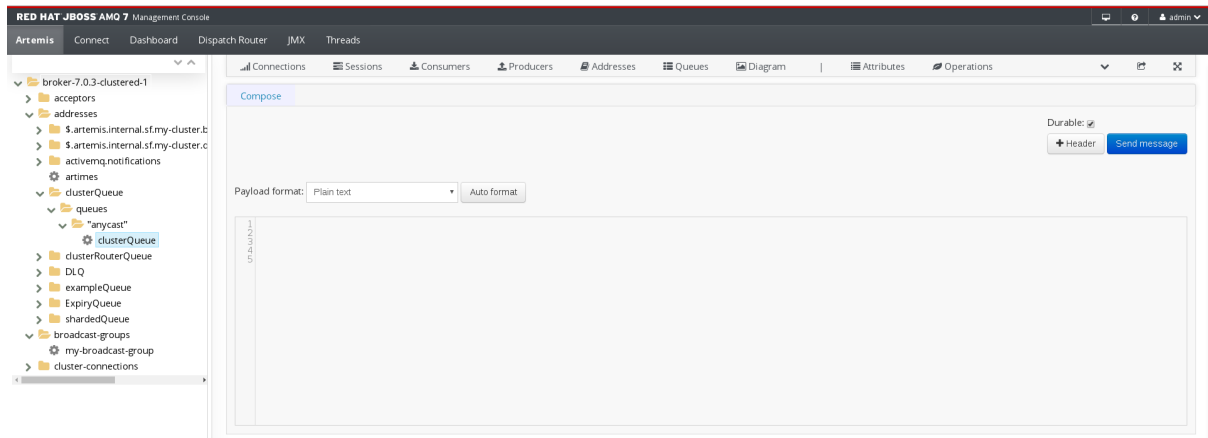 RED HAT JBOSS AMQ 7 Management Console
admin
Artemis Connect Dashboard Dispatch Router JMX Threads
Connections Sessions Consumers Producers Addresses Queues Diagram | Attributes Operations
broker-7.0.3-clustered-1
acceptors
addresses
$.artemis.internal.sf.my-cluster.b
$.artemis.internal.sf.my-cluster.c
activemq.notifications
artimes
clusterQueue
queues
"anycast"
clusterQueue
clusterRouterQueue
DLQ
exampleQueue
ExpiryQueue
shardedQueue
broadcast-groups
my-broadcast-group
cluster-connections
Compose
Durable:
Header Send message
Payload format: Plain text Auto format
1
2
3
4
5